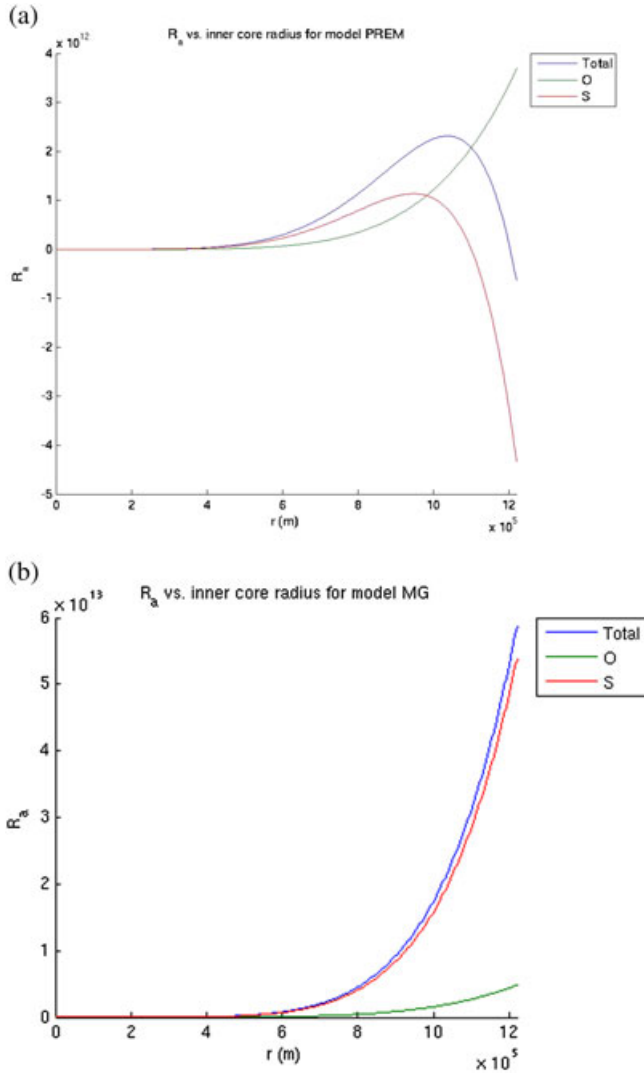 (a)
x 10^12
R_a vs. inner core radius for model PREM
Total
O
S
4
3
2
1
0
-1
-2
-3
-4
-5
R_a
0
2
4
6
8
10
12
r (m)
x 10^5
(b)
× 10^13
R_a vs. inner core radius for model MG
Total
O
S
6
5
4
3
2
1
0
R_a
0
2
4
6
8
10
12
r (m)
× 10^5